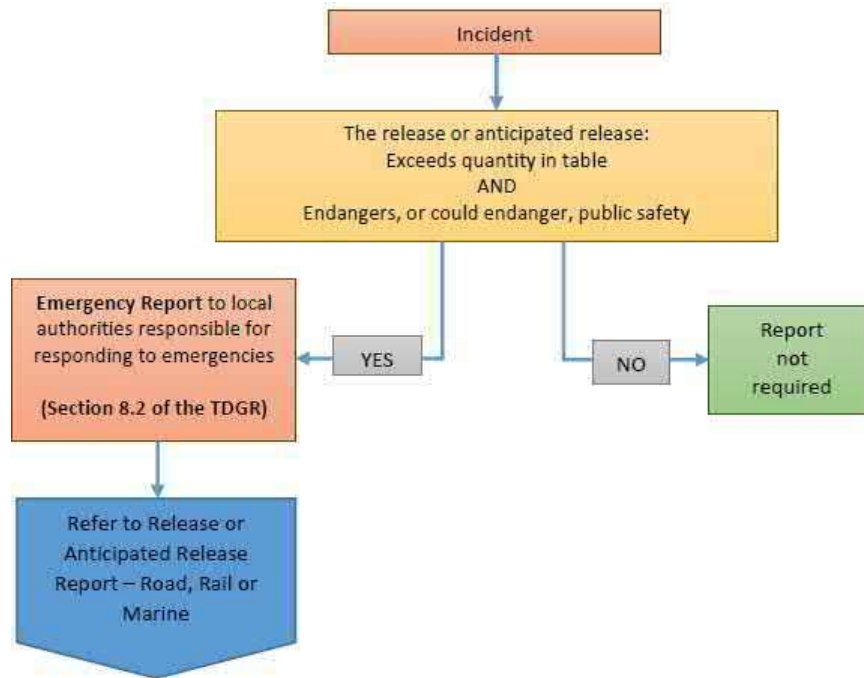 Incident
The release or anticipated release:
Exceeds quantity in table
AND
Endangers, or could endanger, public safety
Emergency Report to local
authorities responsible for
responding to emergencies
(Section 8.2 of the TDGR)
YES
NO
Report
not
required
Refer to Release or
Anticipated Release
Report – Road, Rail or
Marine